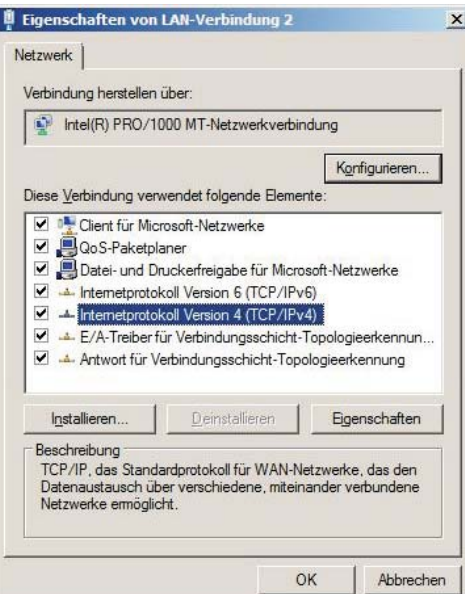 Eigenschaften von LAN-Verbindung 2
Netzwerk
Verbindung herstellen über:
Intel(R) PRO/1000 MT-Netzwerkverbindung
Konfigurieren...
Diese Verbindung verwendet folgende Elemente:
Client für Microsoft-Netzwerke
QoS-Paketplaner
Datei- und Druckerfreigabe für Microsoft-Netzwerke
Internetprotokoll Version 6 (TCP/IPv6)
Internetprotokoll Version 4 (TCP/IPv4)
E/A-Treiber für Verbindungsschicht-Topologieerkennun...
Antwort für Verbindungsschicht-Topologieerkennung
Installieren... Deinstallieren Eigenschaften
Beschreibung
TCP/IP, das Standardprotokoll für WAN-Netzwerke, das den
Datenaustausch über verschiedene, miteinander verbundene
Netzwerke ermöglicht.
OK Abbrechen